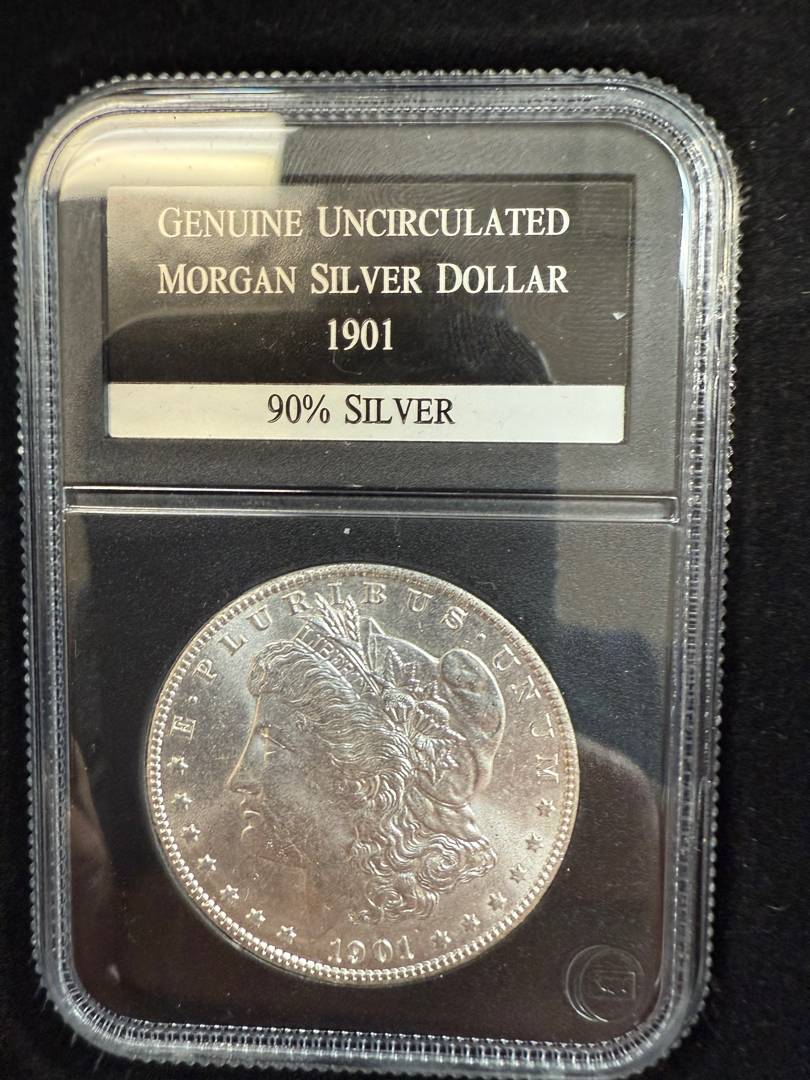 GENUINE UNCIRCULATED
MORGAN SILVER DOLLAR
1901
90% SILVER
E·PLURIBUS·UNUM
LIBERTY
1901